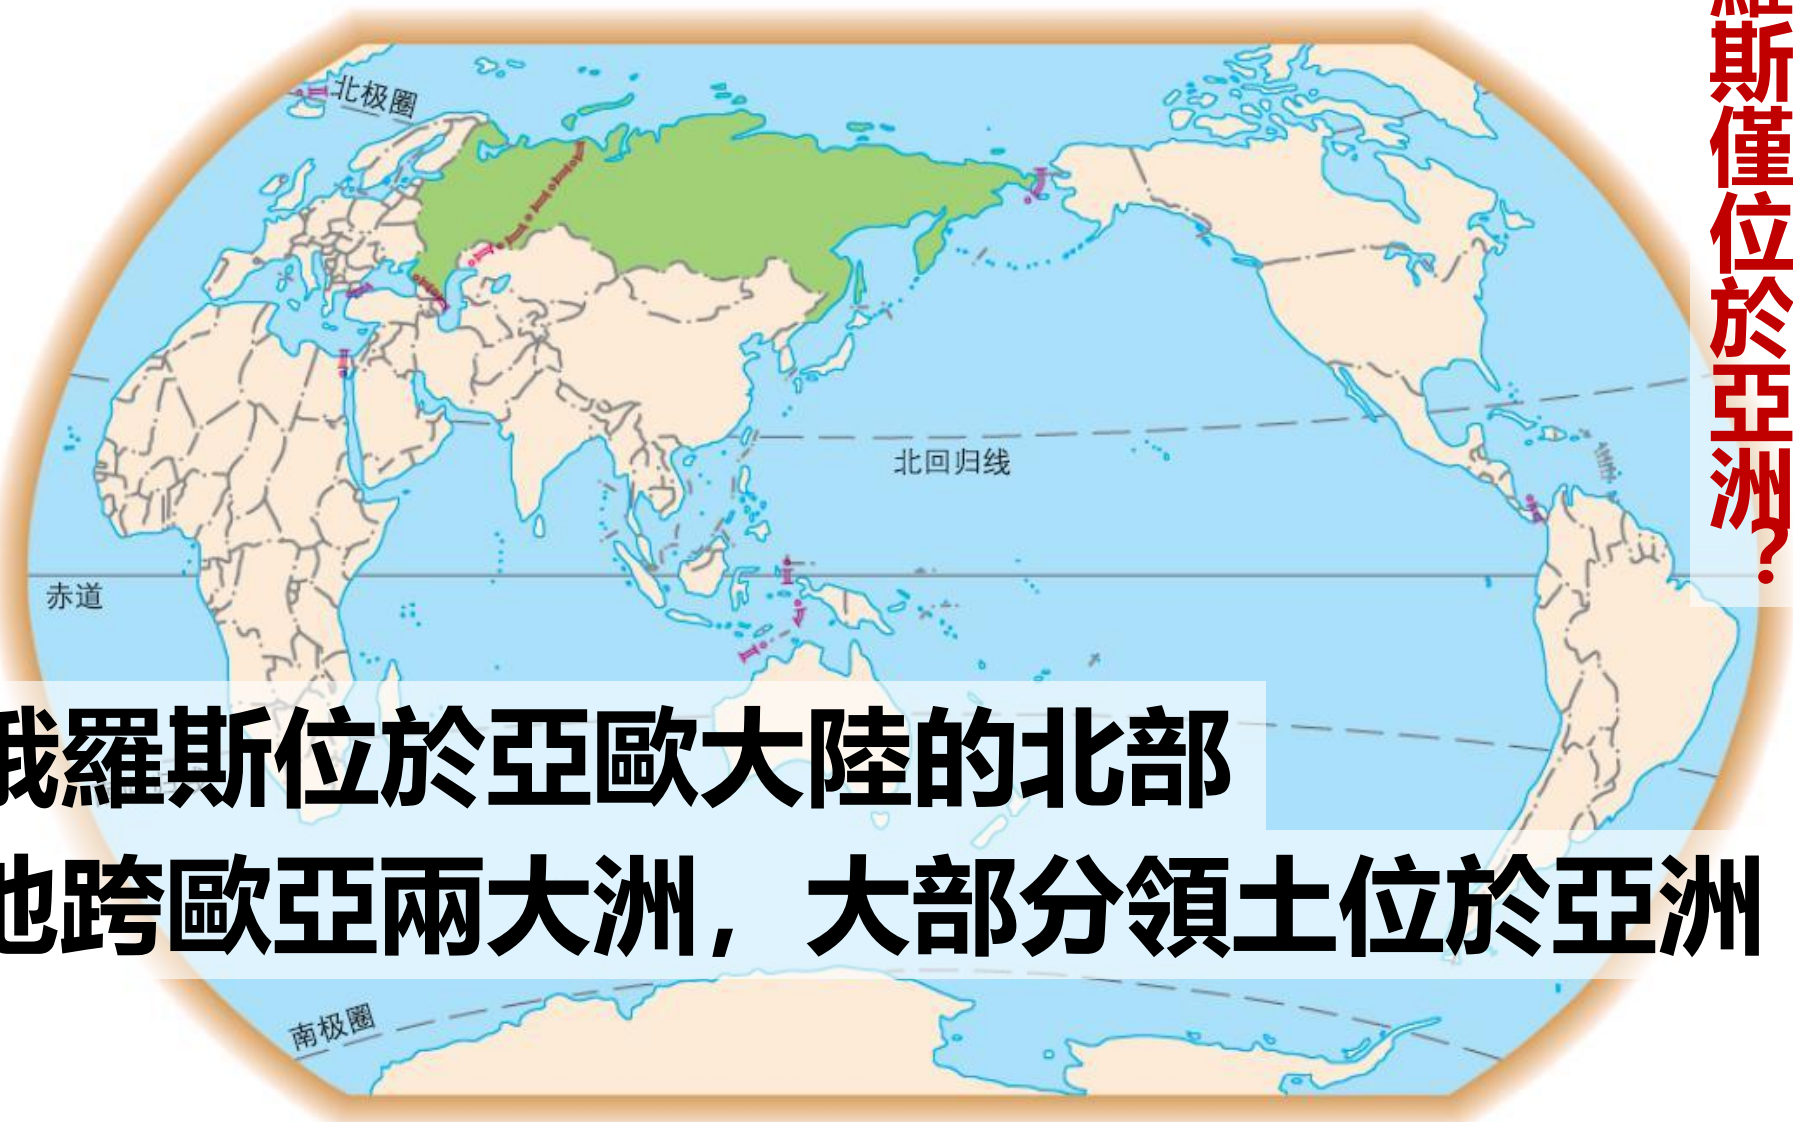 羅斯僅位於亞洲？
北极圈
北回归线
赤道
俄羅斯位於亞歐大陸的北部
地跨歐亞兩大洲，大部分領土位於亞洲
南极圈